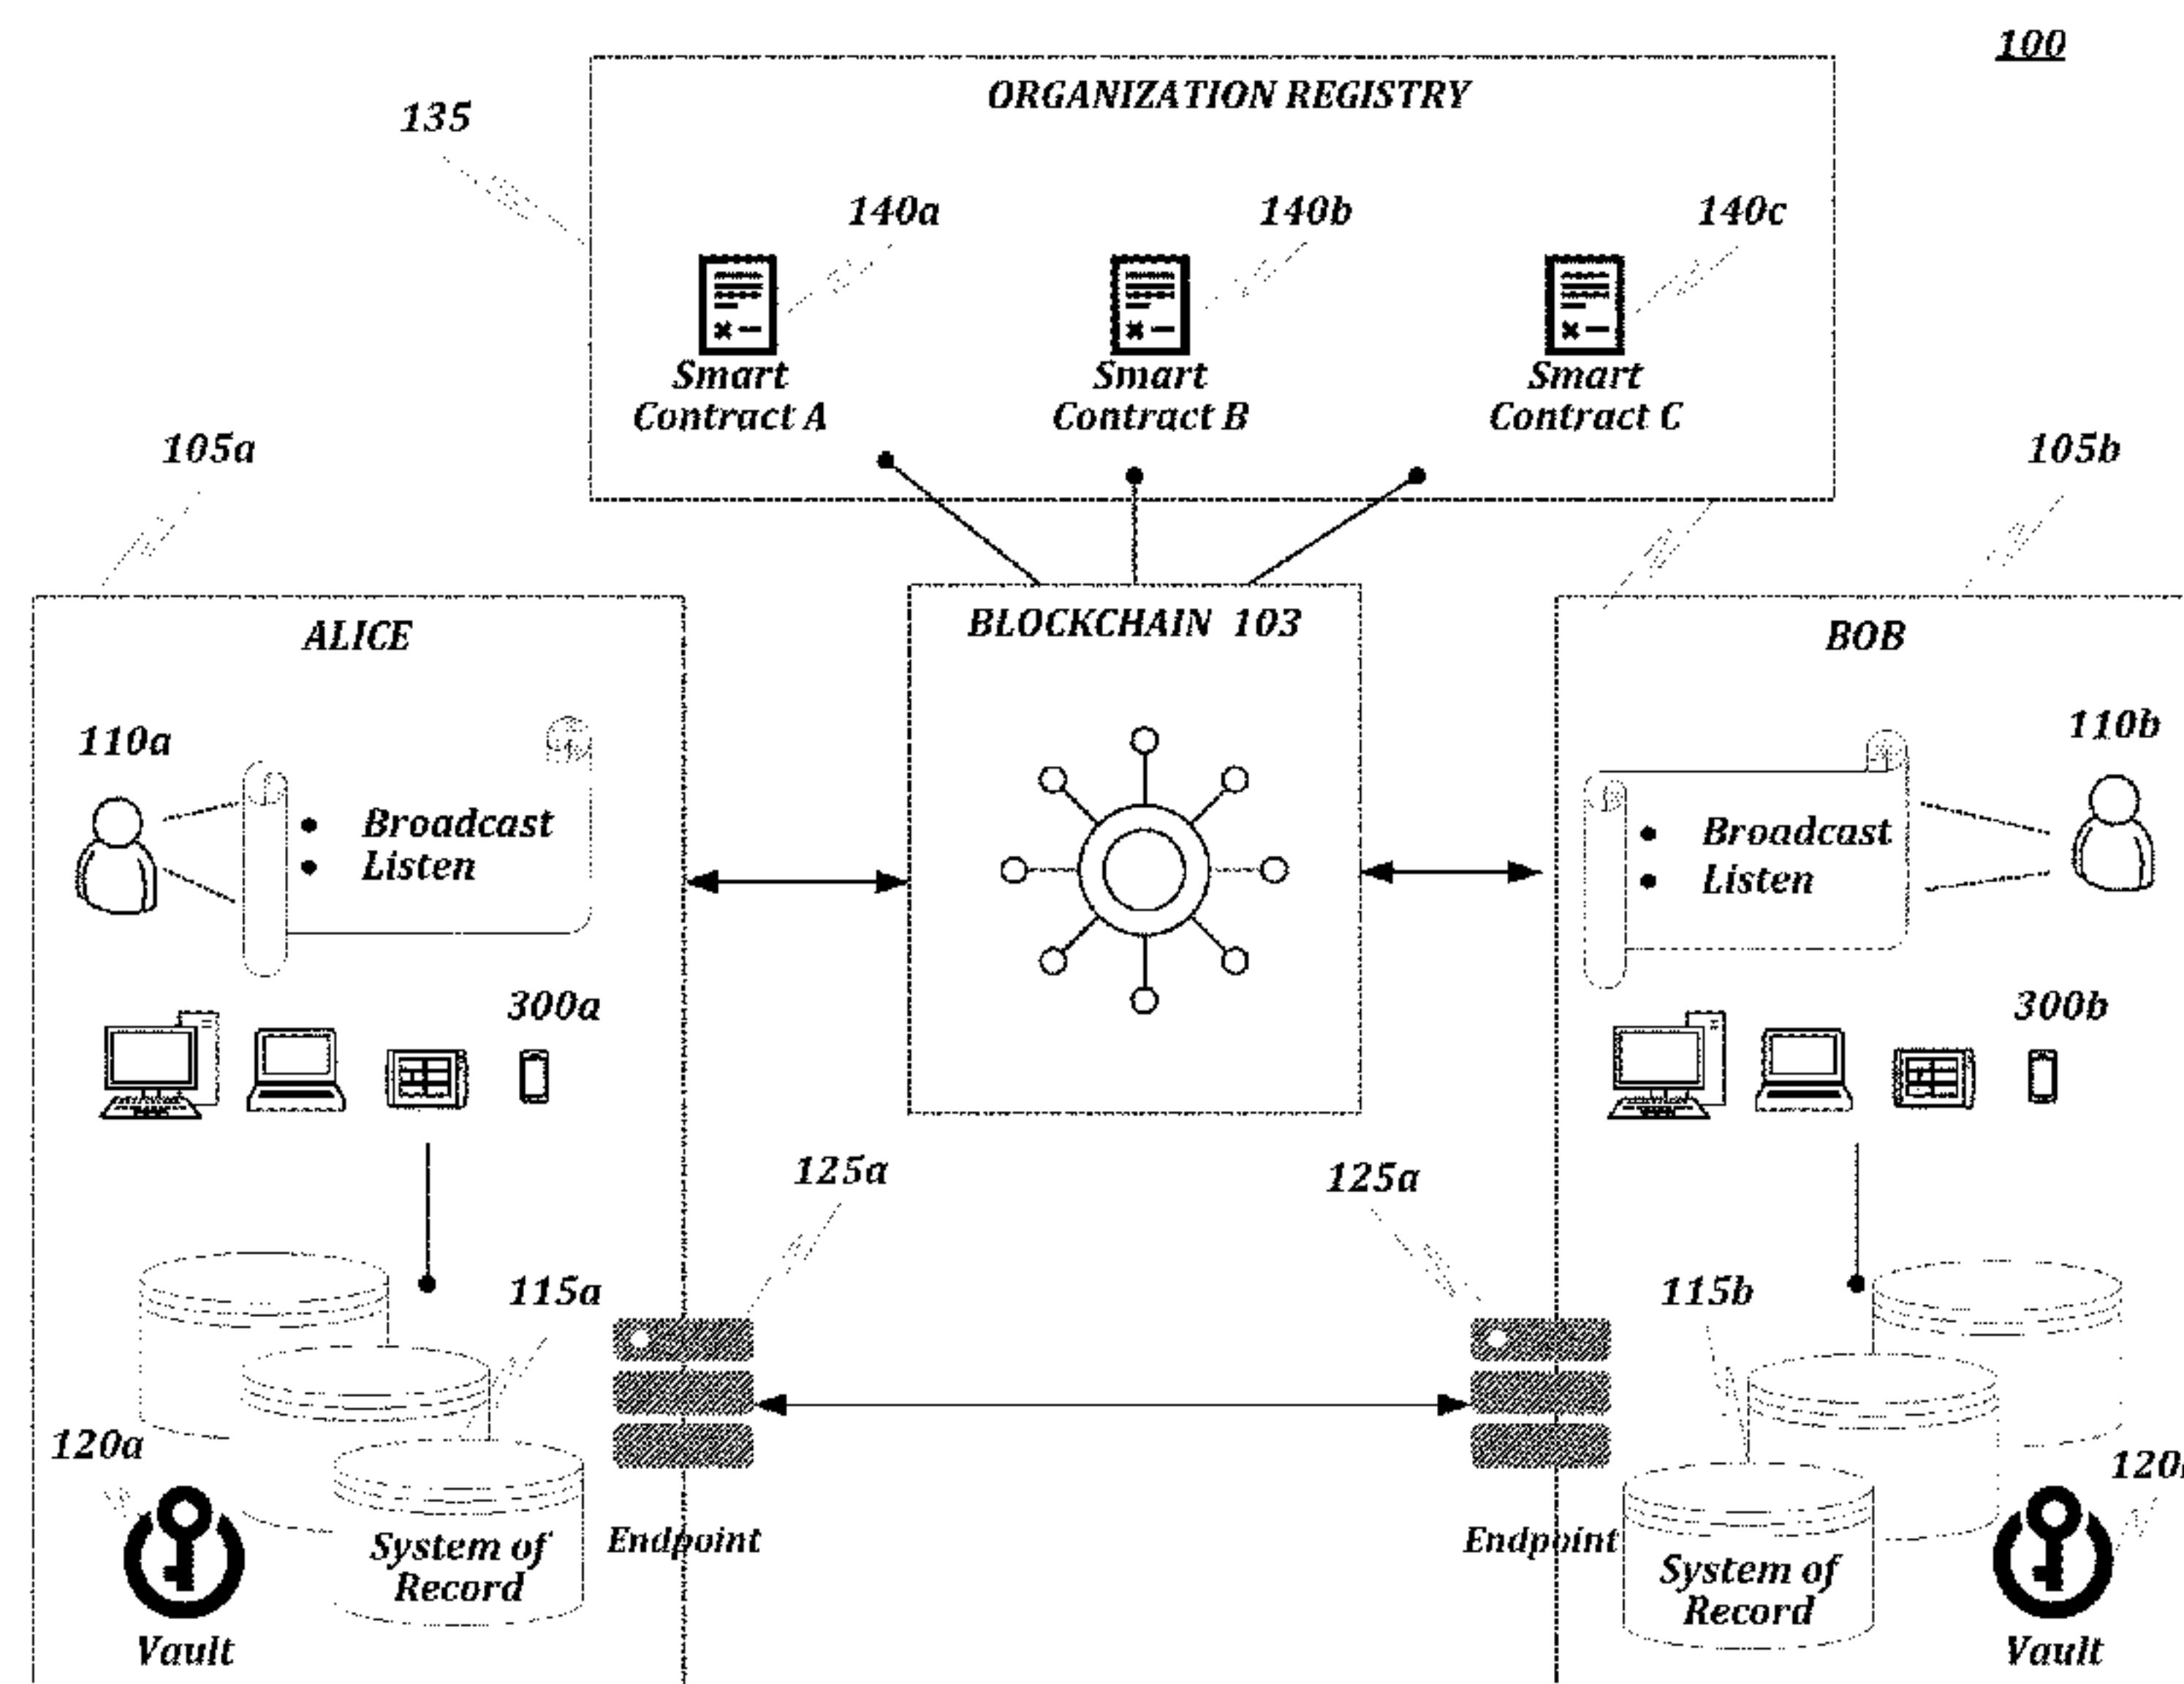 100
ORGANIZATION REGISTRY
135
140a
140b
140c
Smart
Contract A
Smart
Contract B
Smart
Contract C
105a
105b
ALICE
BLOCKCHAIN 103
BOB
110a
Broadcast
Listen
110b
Broadcast
Listen
300a
300b
125a
125a
115a
115b
120a
Endpoint
Endpoint
System of
Record
System of
Record
Vault
Vault